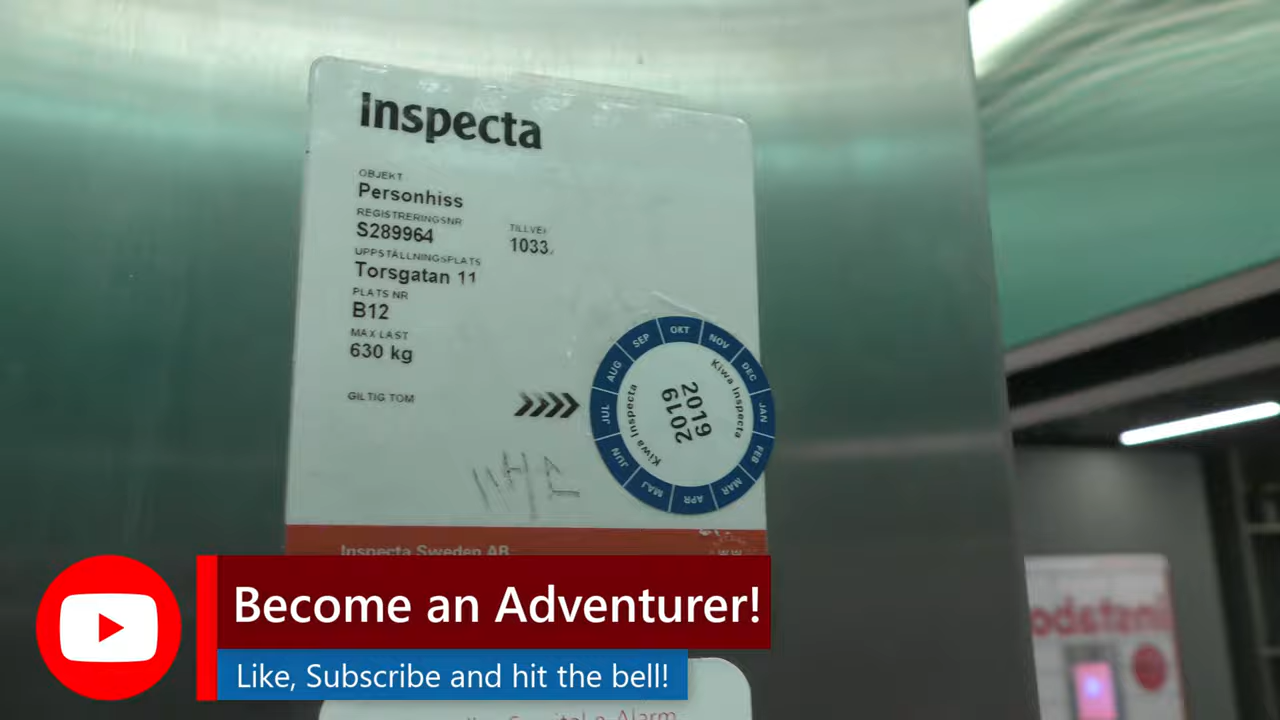 Inspecta
OBJEKT
Personhiss
REGISTRERINGSNR
S289964
TILLVE
1033
UPPSTÄLLNINGSPLATS
Torsgatan 11
PLATS NR
B12
MAX LAST
630 kg
GILTIG TOM
JAN FEB MAR APR MAJ JUN JUL AUG SEP OKT NOV DEC
Kiwa Inspecta
2019
2019
Kiwa Inspecta
Inspecta Sweden AB
Become an Adventurer!
Like, Subscribe and hit the bell!